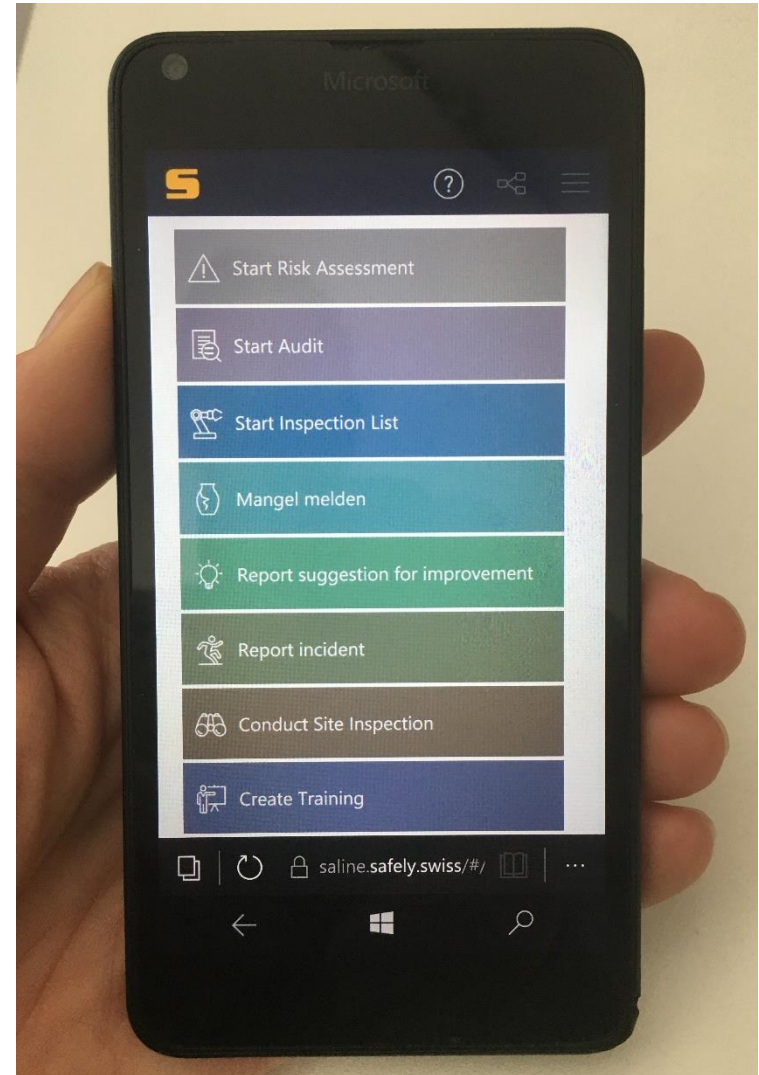 Microsoft
S
?
Start Risk Assessment
Start Audit
Start Inspection List
Mangel melden
Report suggestion for improvement
Report incident
Conduct Site Inspection
Create Training
saline.safely.swiss/#/
...